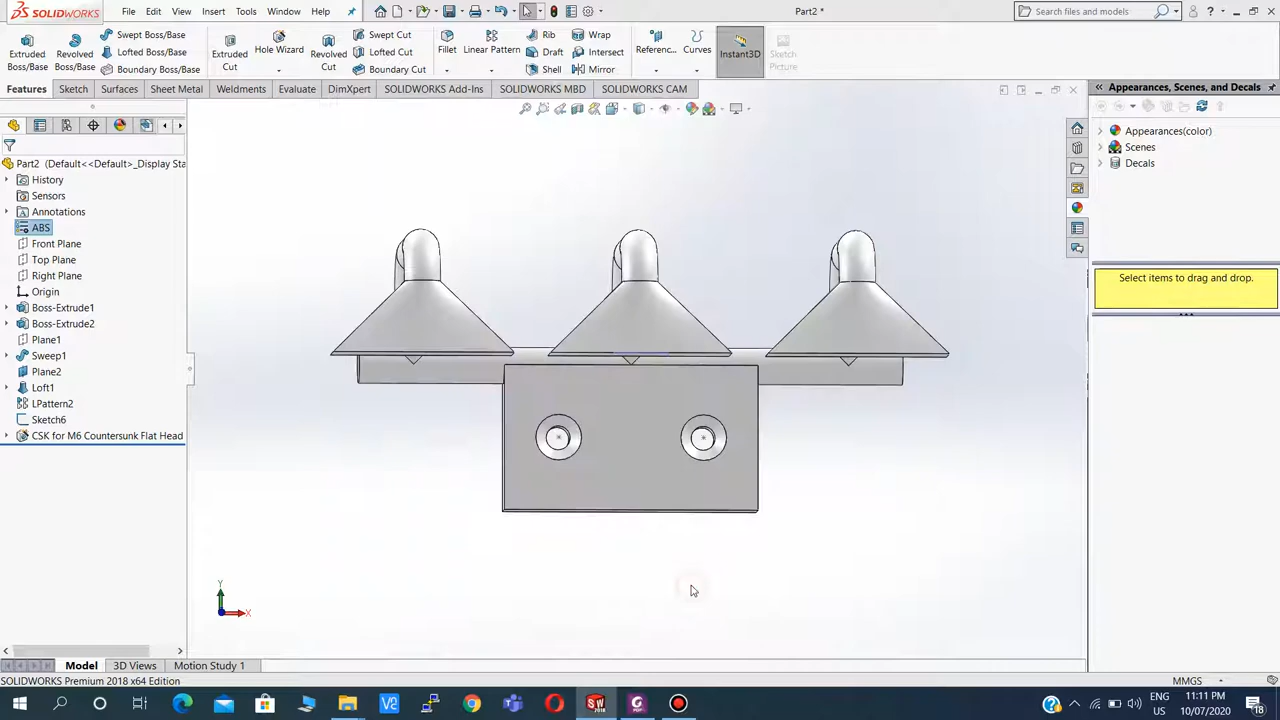 SOLIDWORKS File Edit View Insert Tools Window Help Part2 * Search files and models
Extruded Boss/Base
Revolved Boss/Base
Swept Boss/Base
Lofted Boss/Base
Boundary Boss/Base
Extruded Cut
Hole Wizard
Revolved Cut
Swept Cut
Lofted Cut
Boundary Cut
Fillet
Linear Pattern
Rib
Draft
Shell
Wrap
Intersect
Mirror
Referenc...
Curves
Instant3D
Sketch Picture
Features Sketch Surfaces Sheet Metal Weldments Evaluate DimXpert SOLIDWORKS Add-Ins SOLIDWORKS MBD SOLIDWORKS CAM
Part2 (Default<<Default>_Display Sta
History
Sensors
Annotations
ABS
Front Plane
Top Plane
Right Plane
Origin
Boss-Extrude1
Boss-Extrude2
Plane1
Sweep1
Plane2
Loft1
LPattern2
Sketch6
CSK for M6 Countersunk Flat Head
Y
X
Appearances, Scenes, and Decals
Appearances(color)
Scenes
Decals
Select items to drag and drop.
Model 3D Views Motion Study 1
SOLIDWORKS Premium 2018 x64 Edition MMGS
ENG US
11:11 PM
10/07/2020
18